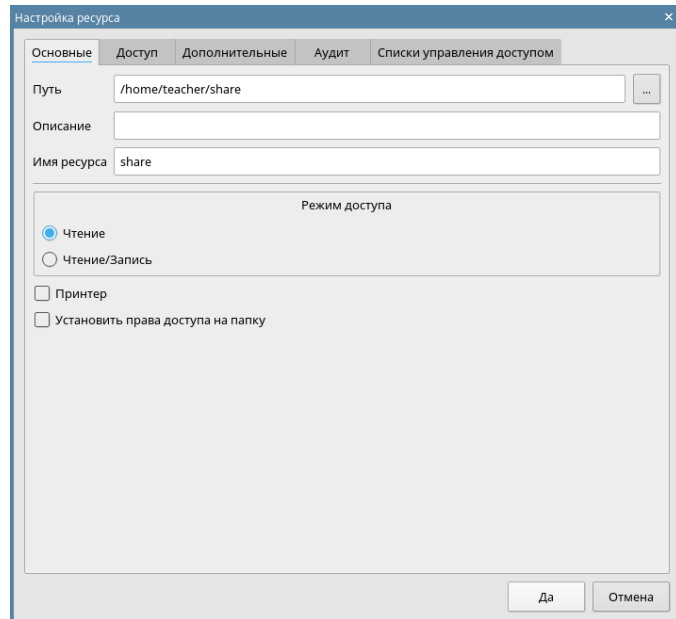 Настройка ресурса ×
Основные Доступ Дополнительные Аудит Списки управления доступом
Путь /home/teacher/share ...
Описание
Имя ресурса share
Режим доступа
Чтение
Чтение/Запись
Принтер
Установить права доступа на папку
Да Отмена